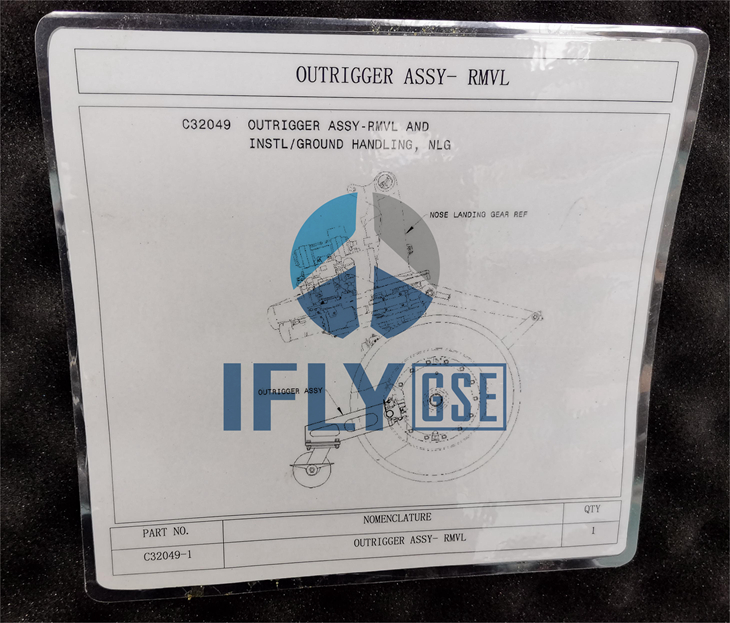 OUTRIGGER ASSY- RMVL
C32049 OUTRIGGER ASSY-RMVL AND
INSTL/GROUND HANDLING, NLG
NOSE LANDING GEAR REF
IFLY GSE
OUTRIGGER ASSY
PART NO. NOMENCLATURE QTY
C32049-1 OUTRIGGER ASSY- RMVL 1